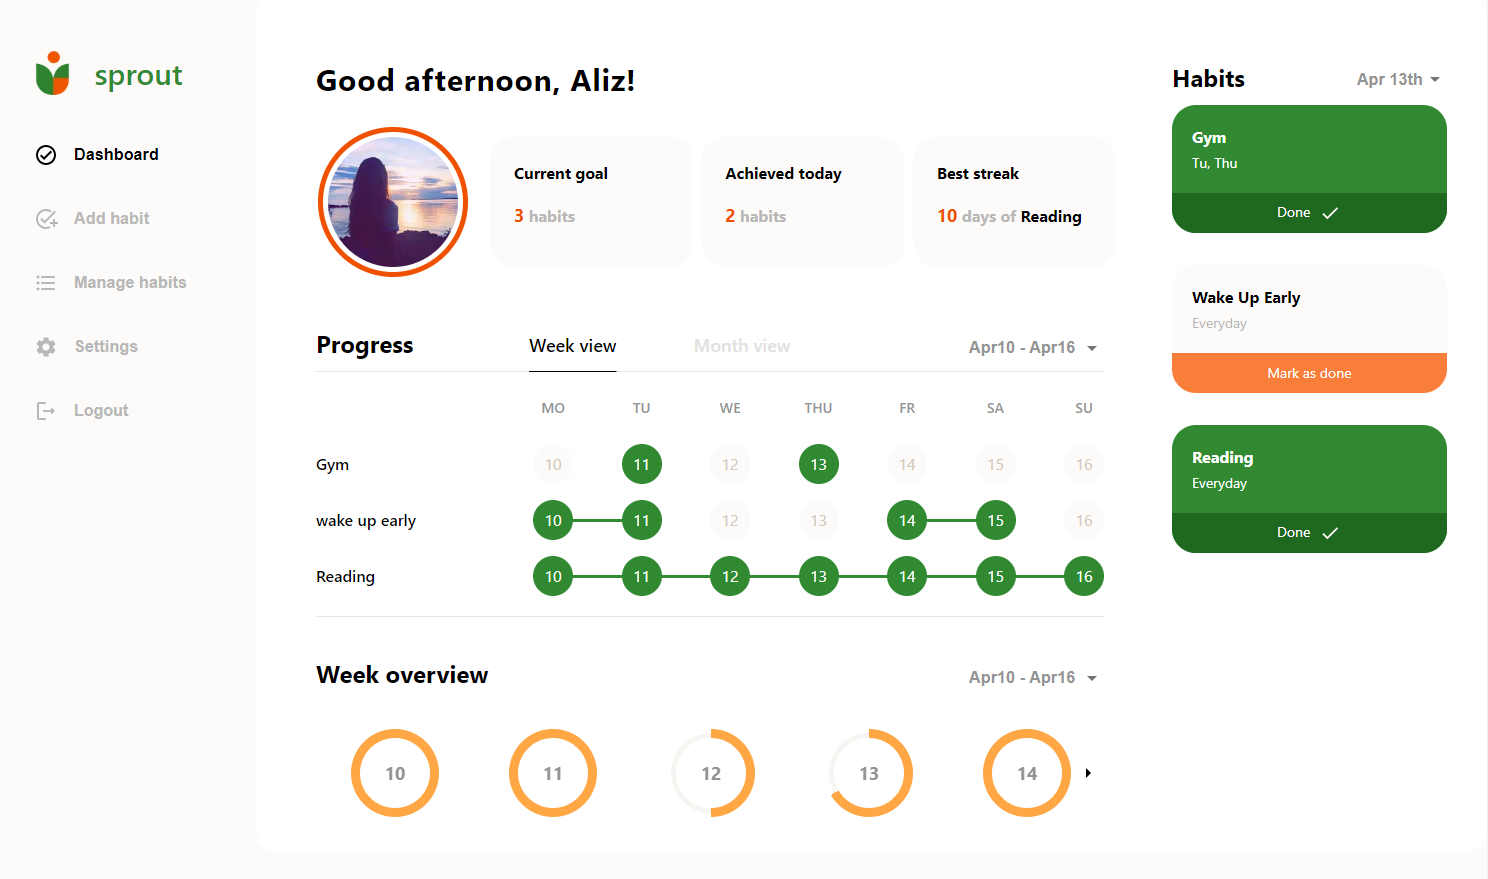 sprout
Dashboard
Add habit
Manage habits
Settings
Logout
Good afternoon, Aliz!
Current goal
3 habits
Achieved today
2 habits
Best streak
10 days of Reading
Progress
Week view
Month view
Apr10 - Apr16
MO TU WE THU FR SA SU
Gym 10 11 12 13 14 15 16
wake up early 10 11 12 13 14 15 16
Reading 10 11 12 13 14 15 16
Week overview
Apr10 - Apr16
10 11 12 13 14
Habits
Apr 13th
Gym
Tu, Thu
Done
Wake Up Early
Everyday
Mark as done
Reading
Everyday
Done